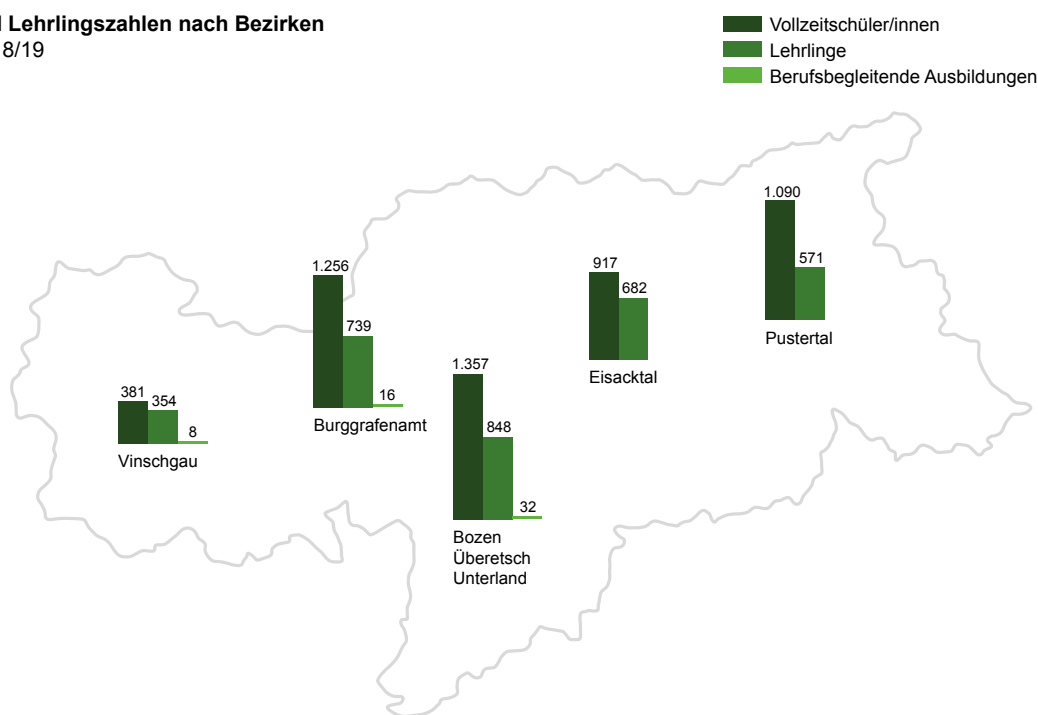 Lehrlingszahlen nach Bezirken
8/19
Vollzeitschüler/innen
Lehrlinge
Berufsbegleitende Ausbildungen
1.090
571
Pustertal
917
682
Eisacktal
1.256
739
16
Burggrafenamt
1.357
848
32
Bozen
Überetsch
Unterland
381
354
8
Vinschgau